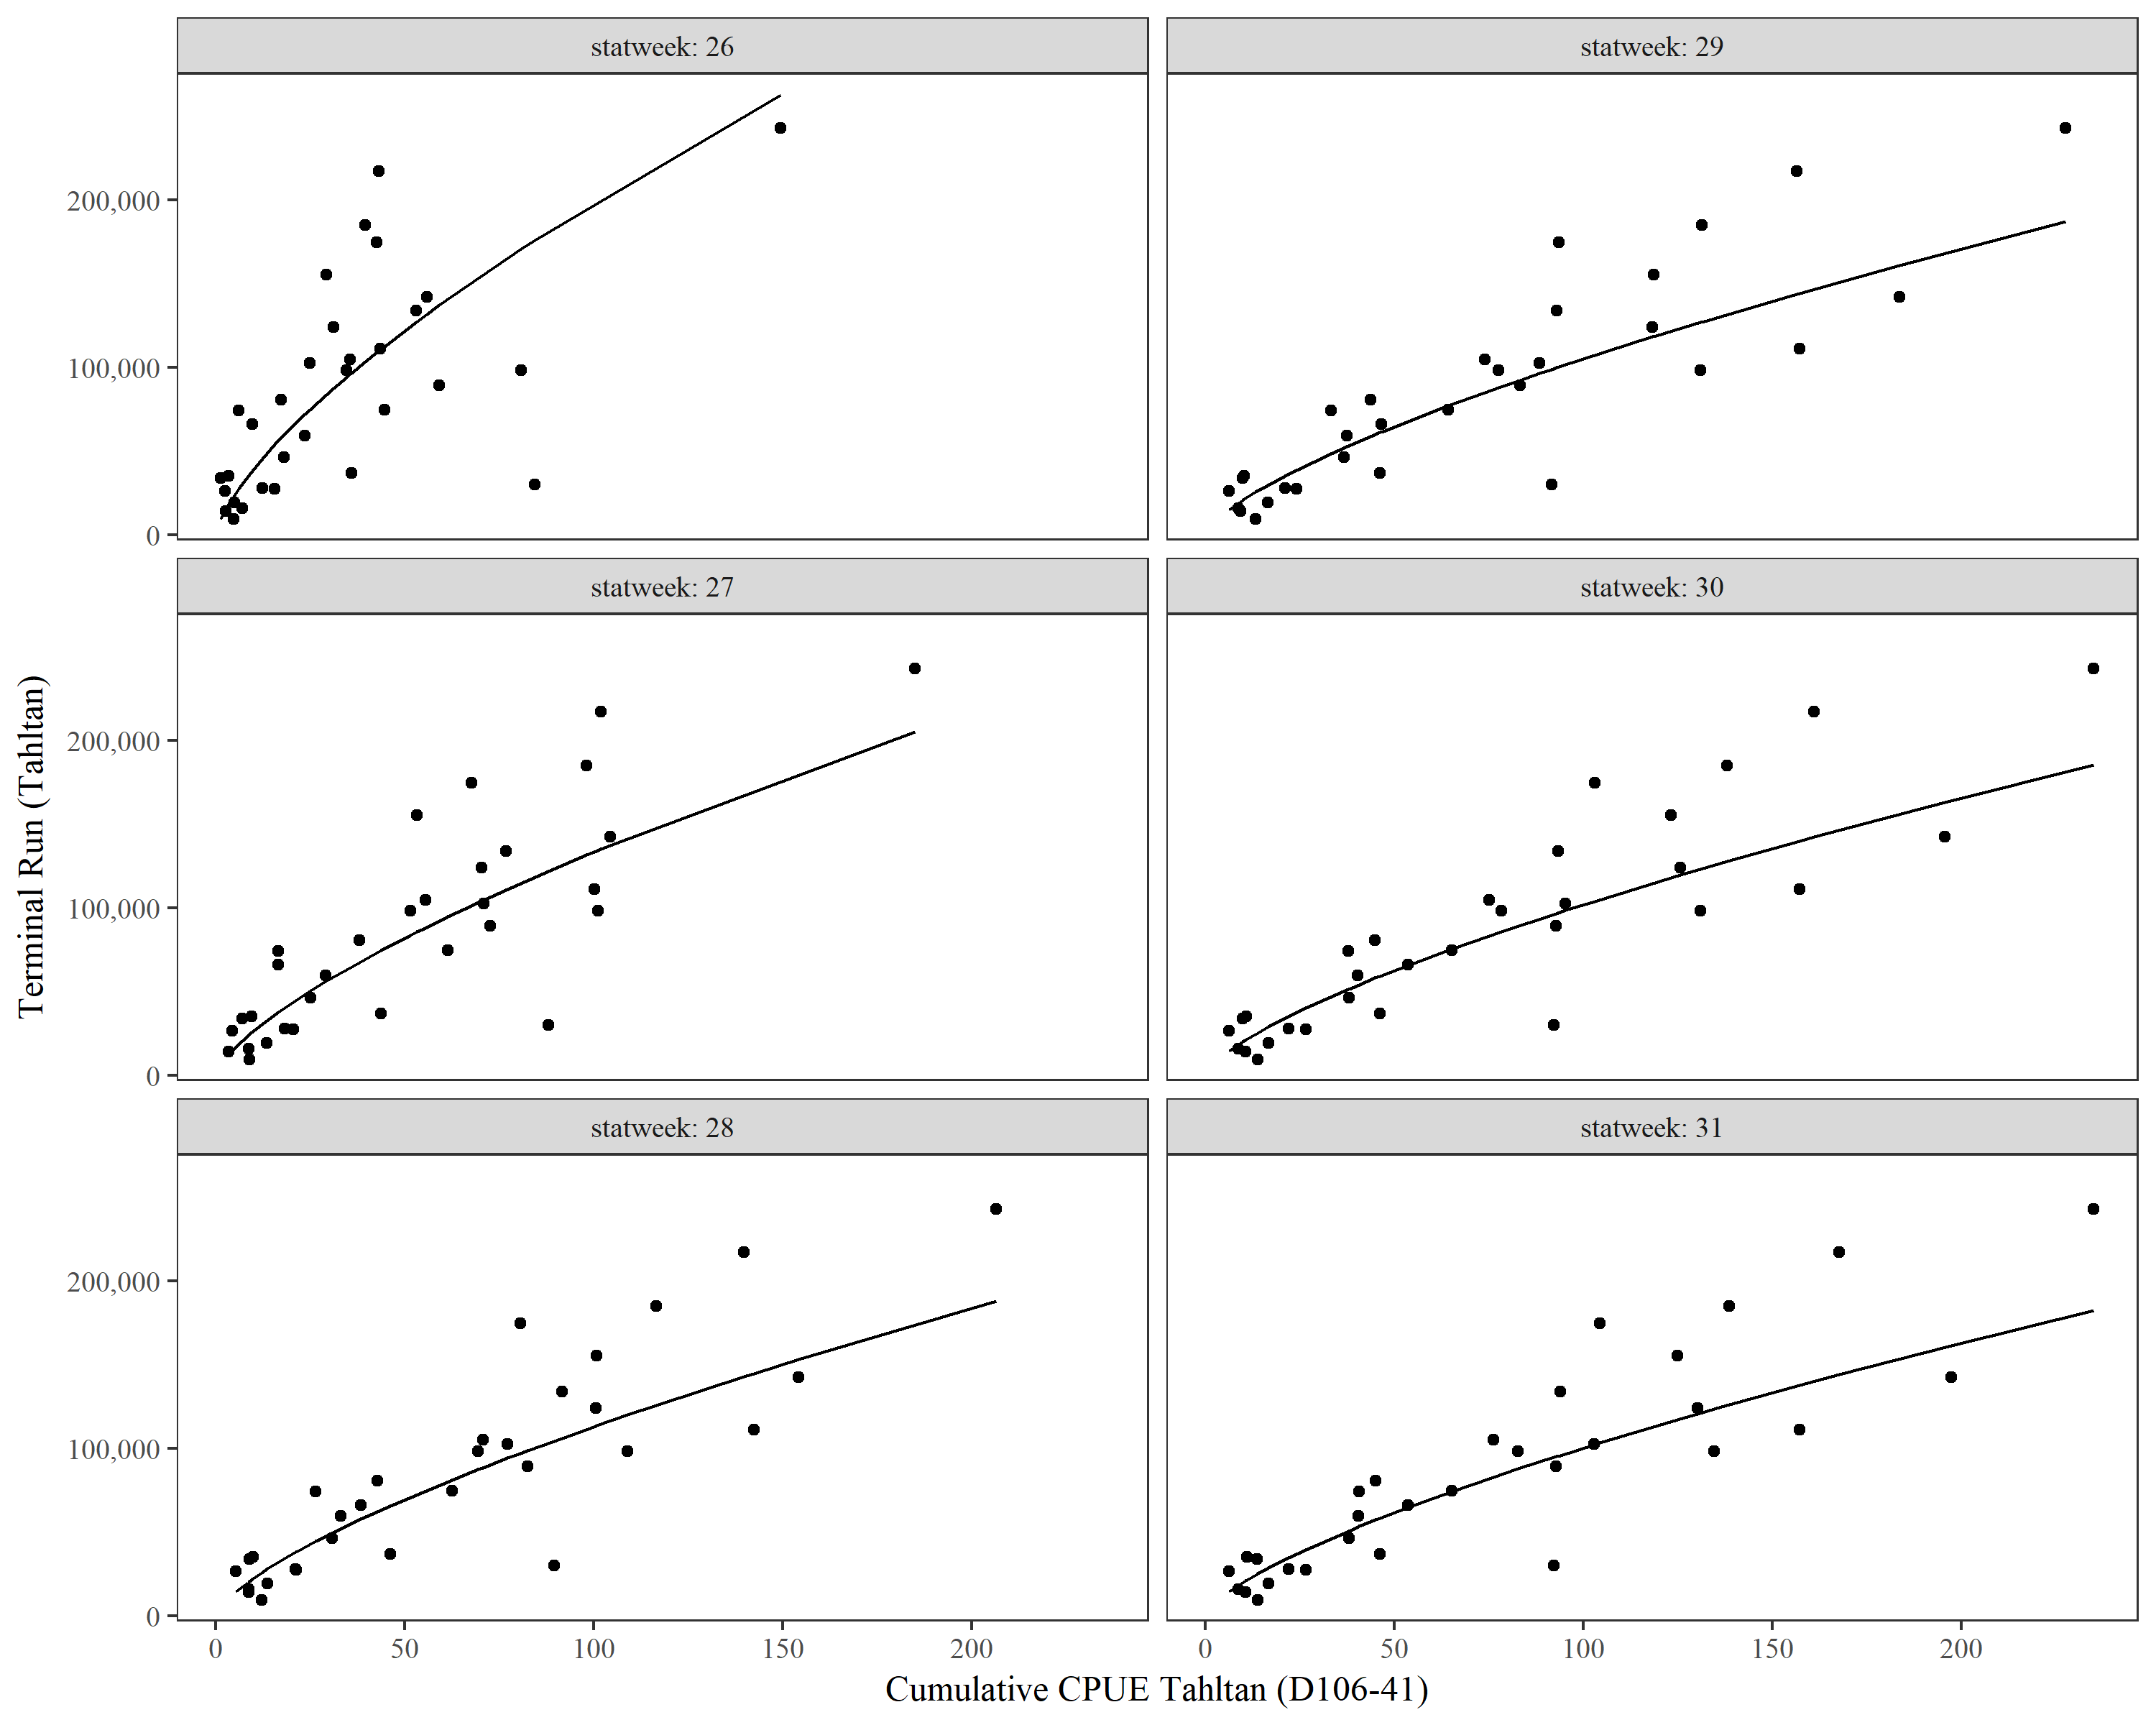 statweek: 26
statweek: 29
200,000
100,000
0
statweek: 27
statweek: 30
Terminal Run (Tahltan)
200,000
100,000
0
statweek: 28
statweek: 31
200,000
100,000
0
0 50 100 150 200
0 50 100 150 200
Cumulative CPUE Tahltan (D106-41)